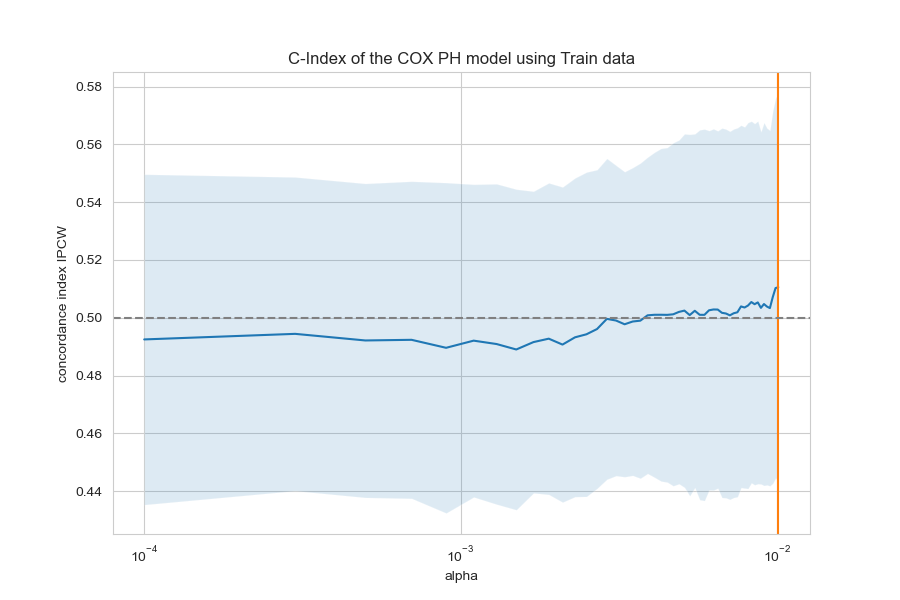 C-Index of the COX PH model using Train data
concordance index IPCW
0.58
0.56
0.54
0.52
0.50
0.48
0.46
0.44
10⁻⁴ 10⁻³ 10⁻²
alpha